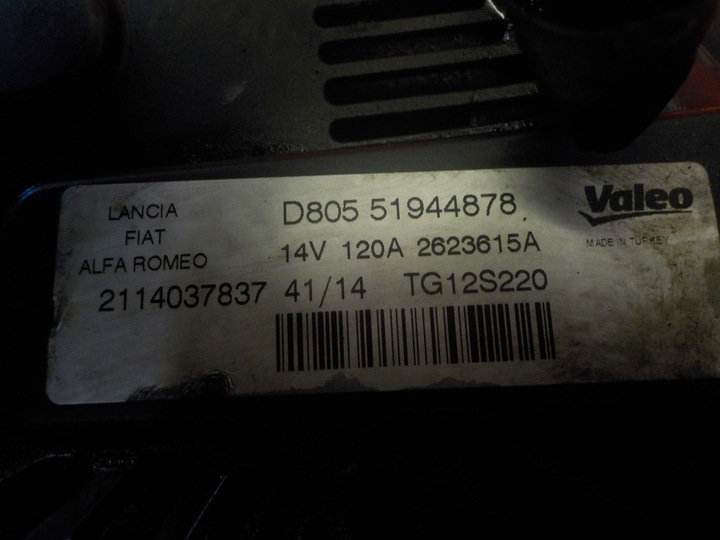 LANCIA
FIAT
ALFA ROMEO
D805 51944878
14V 120A 2623615A
2114037837 41/14 TG12S220
Valeo
MADE IN TURKEY